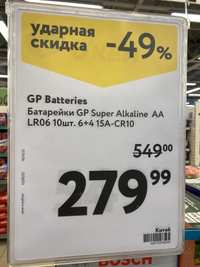 ударная
скидка
-49%
GP Batteries
Батарейки GP Super Alkaline AA
LR06 10шт. 6+4 15A-CR10
549 00
279 99
Китай
BOSCH